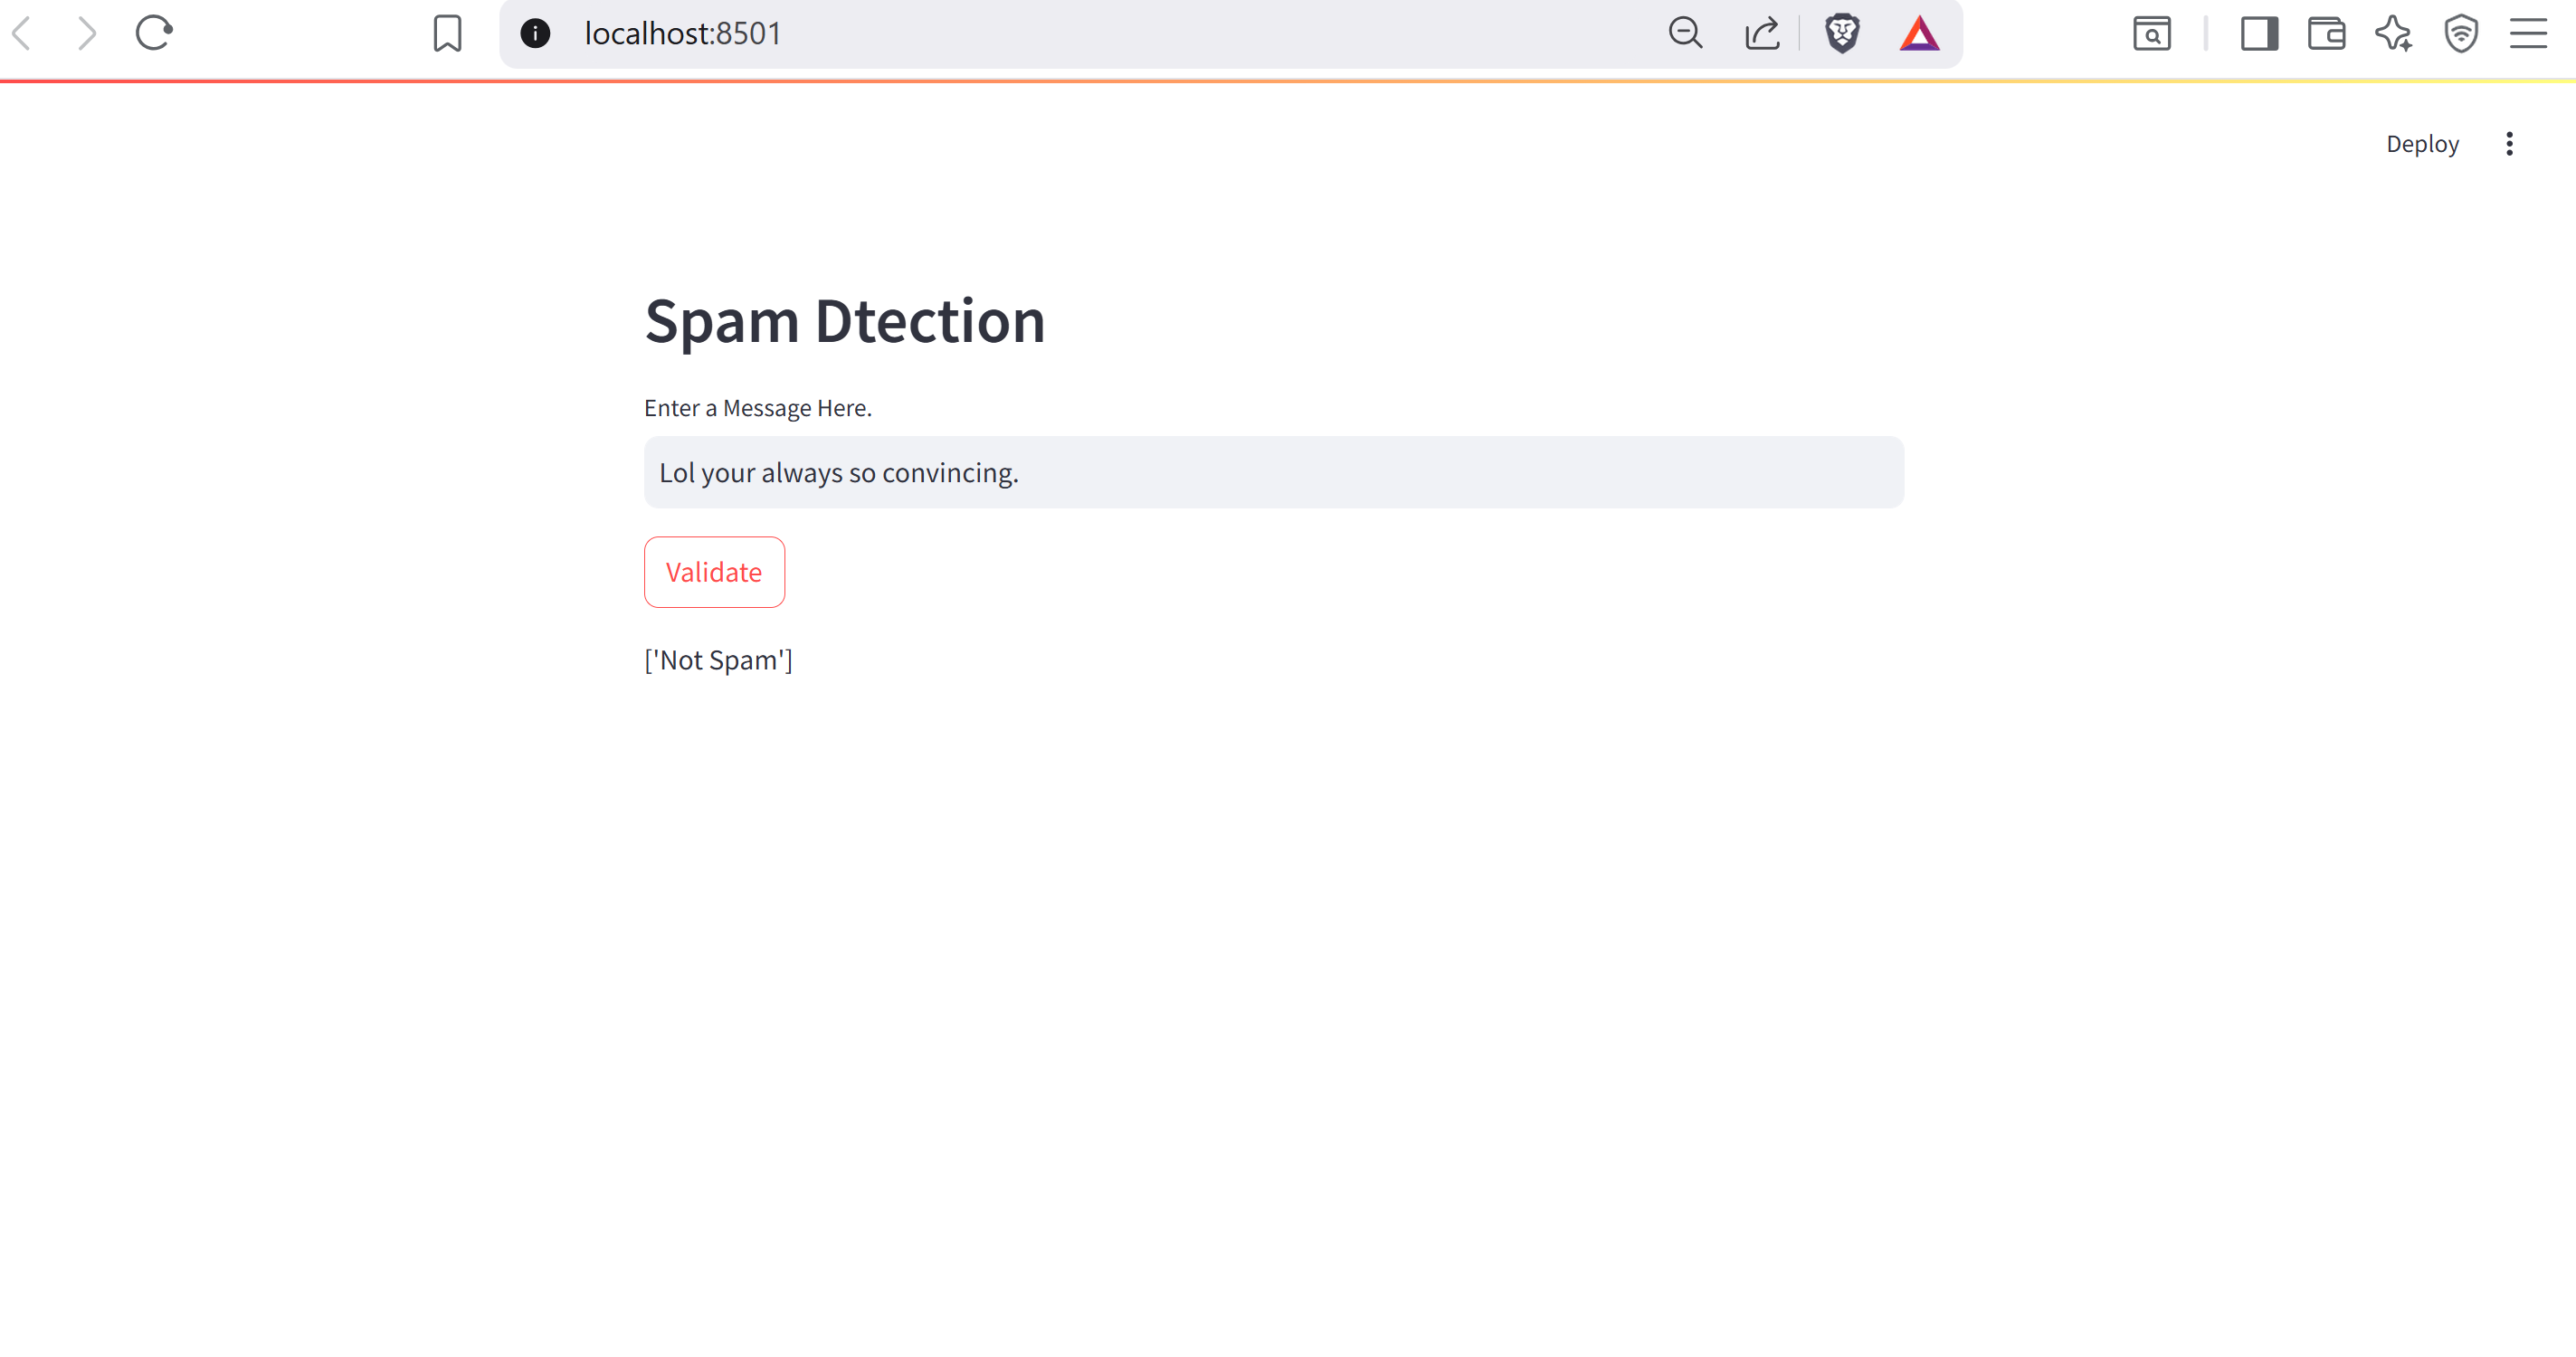 localhost:8501
Deploy
Spam Dtection
Enter a Message Here.
Lol your always so convincing.
Validate
['Not Spam']